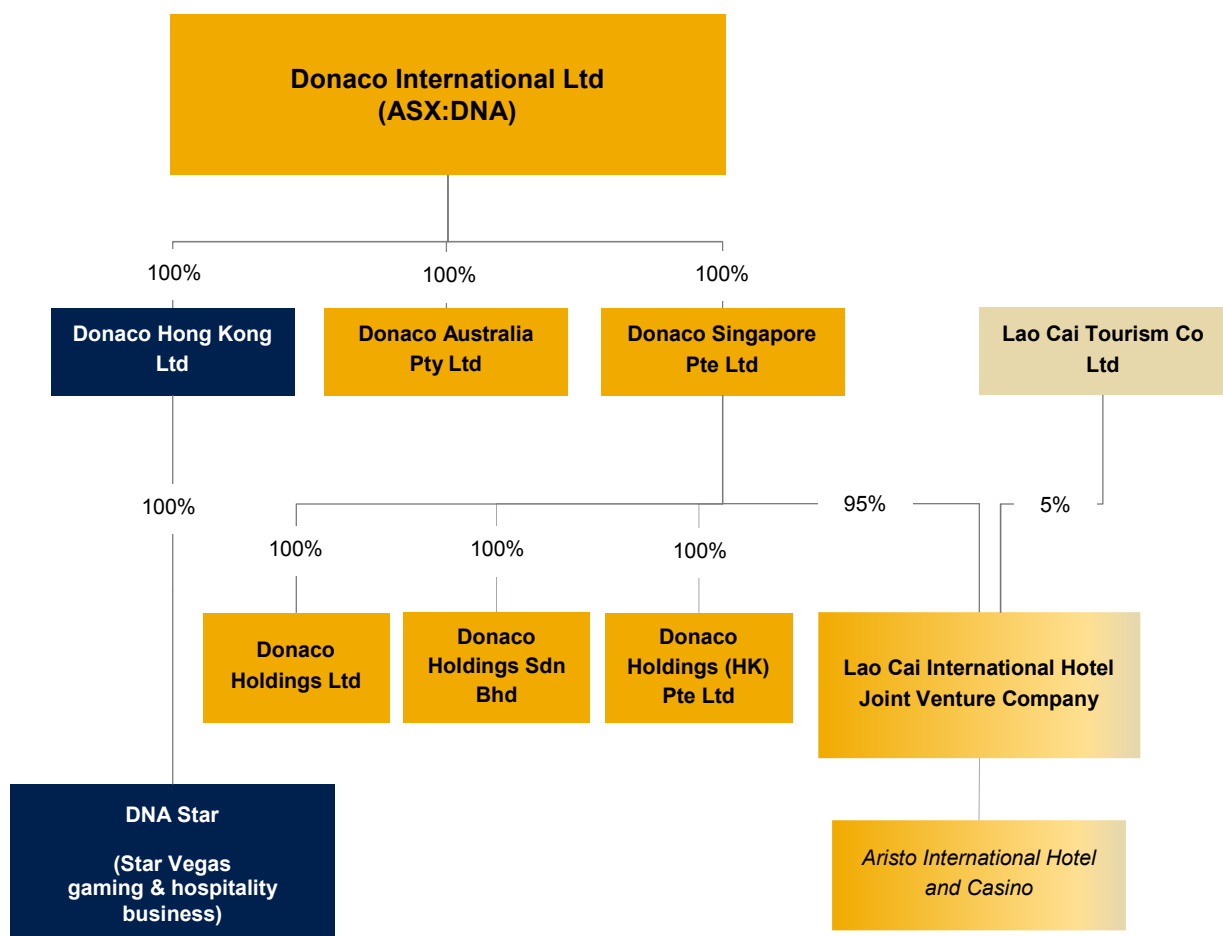 Donaco International Ltd
(ASX:DNA)
100%
100%
100%
Donaco Hong Kong
Ltd
Donaco Australia
Pty Ltd
Donaco Singapore
Pte Ltd
Lao Cai Tourism Co
Ltd
100%
95%
5%
100%
100%
100%
Donaco
Holdings Ltd
Donaco
Holdings Sdn
Bhd
Donaco
Holdings (HK)
Pte Ltd
Lao Cai International Hotel
Joint Venture Company
DNA Star
(Star Vegas
gaming & hospitality
business)
Aristo International Hotel
and Casino